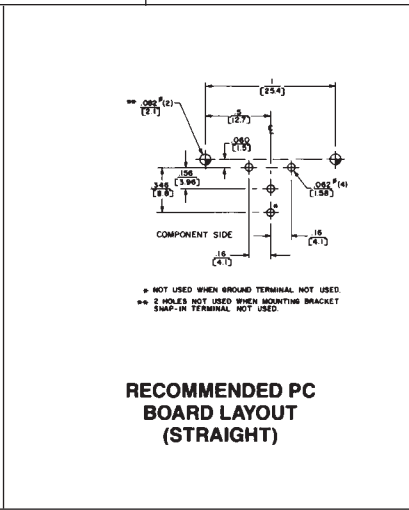 1
[25.4]
** .082ø(2)
[2.1]
.5
[12.7]
℄
.060
[1.5]
.156
[3.96]
.346
[8.8]
.062ø(4)
[1.58]
*
COMPONENT SIDE
.16
[4.1]
.16
[4.1]
* NOT USED WHEN GROUND TERMINAL NOT USED.
** 2 HOLES NOT USED WHEN MOUNTING BRACKET
SNAP-IN TERMINAL NOT USED.
RECOMMENDED PC
BOARD LAYOUT
(STRAIGHT)